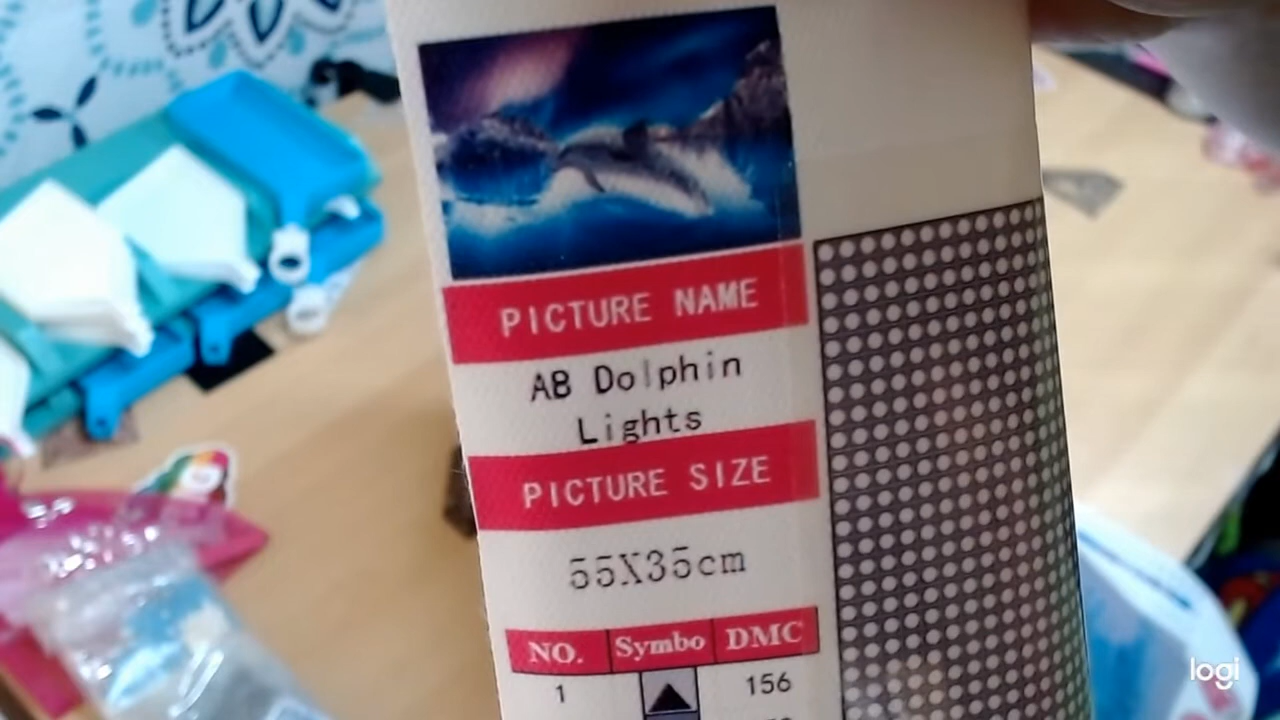 PICTURE NAME
AB Dolphin
Lights
PICTURE SIZE
55X35cm
NO. Symbo DMC
1 156
logi